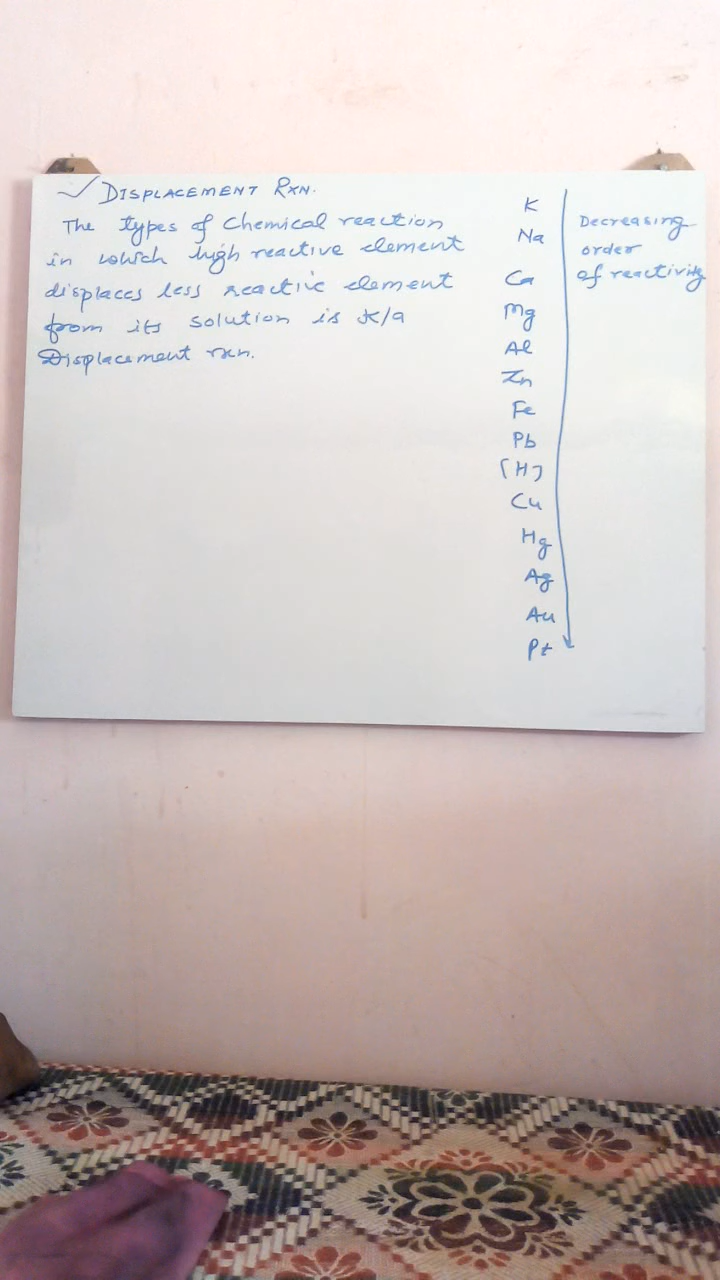 ✓ DISPLACEMENT RXN.
The types of Chemical reaction
in which high reactive element
displaces less reactive element
from its solution is K/a
Displacement rxn.
K
Na
Ca
Mg
Al
Zn
Fe
Pb
[H]
Cu
Hg
Ag
Au
Pt
Decreasing
order
of reactivity